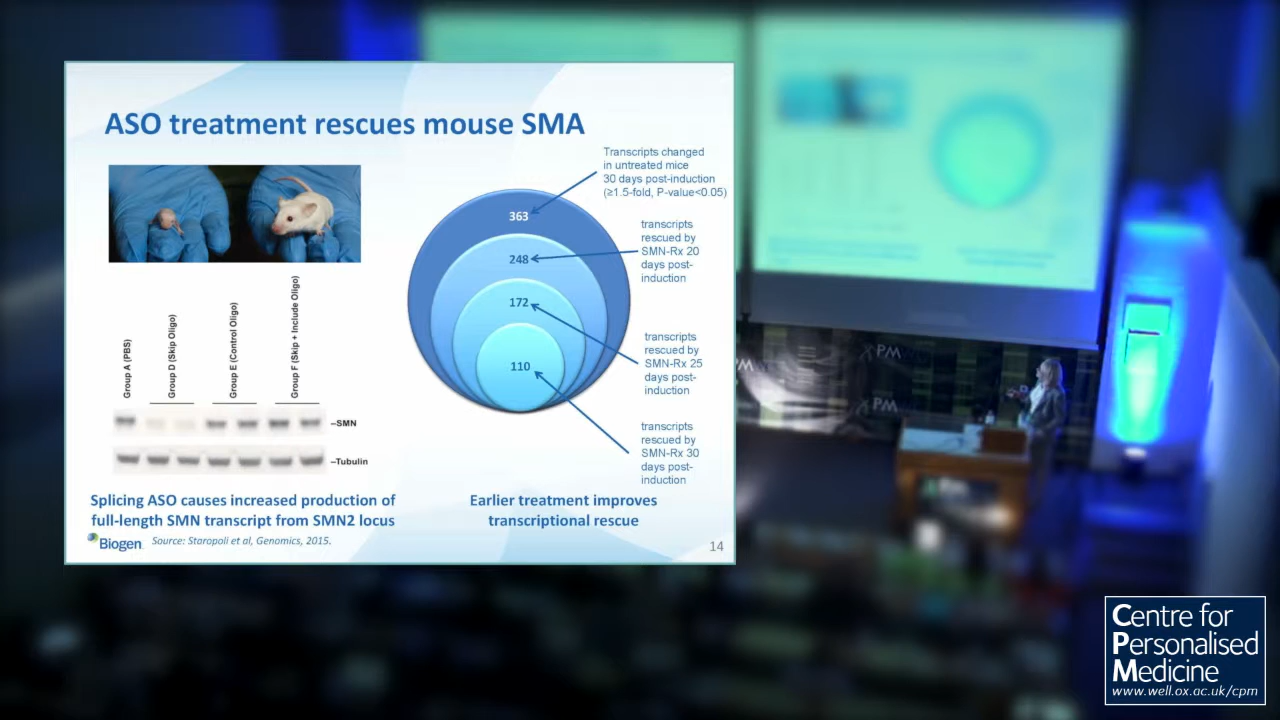 ASO treatment rescues mouse SMA
Transcripts changed
in untreated mice
30 days post-induction
(≥1.5-fold, P-value<0.05)
363
transcripts
rescued by
SMN-Rx 20
days post-
induction
248
172
transcripts
rescued by
SMN-Rx 25
days post-
induction
110
transcripts
rescued by
SMN-Rx 30
days post-
induction
Group A (PBS)
Group D (Skip Oligo)
Group E (Control Oligo)
Group F (Skip + Include Oligo)
–SMN
–Tubulin
Splicing ASO causes increased production of
full-length SMN transcript from SMN2 locus
Earlier treatment improves
transcriptional rescue
Biogen
Source: Staropoli et al, Genomics, 2015.
14
PM
PM
PM
Centre for
Personalised
Medicine
www.well.ox.ac.uk/cpm